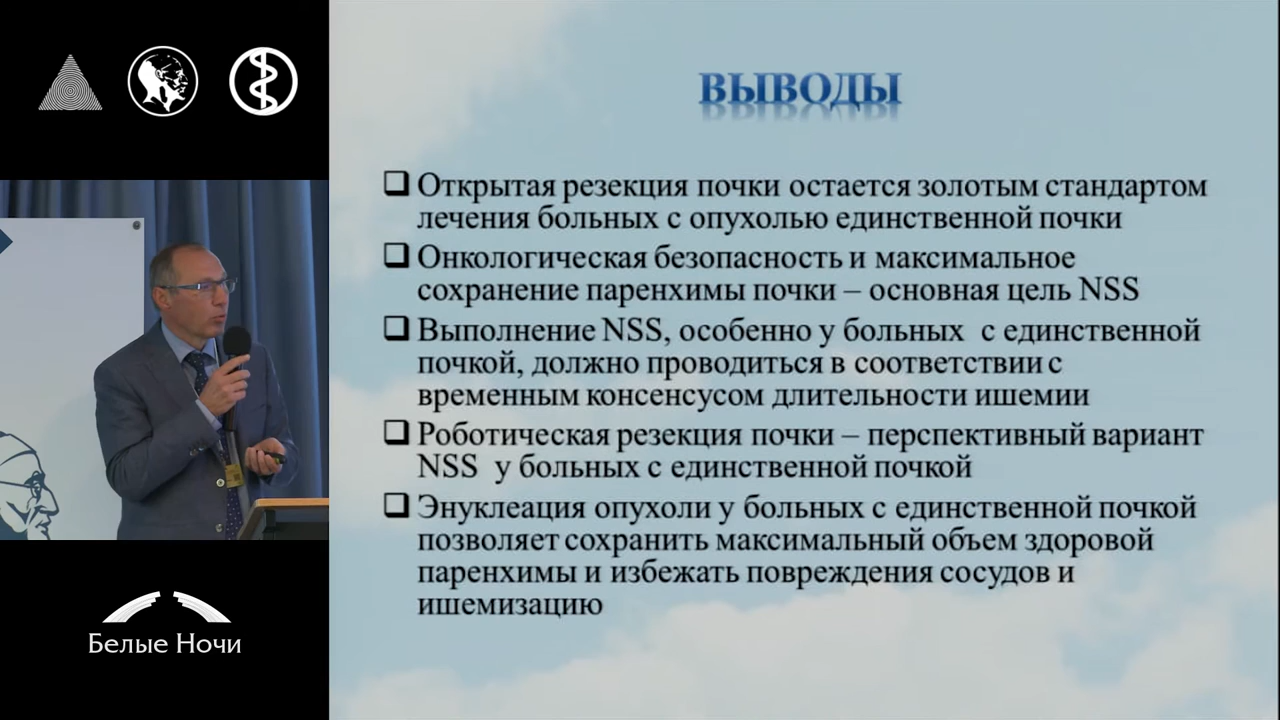 ВЫВОДЫ
Открытая резекция почки остается золотым стандартом
лечения больных с опухолью единственной почки
Онкологическая безопасность и максимальное
сохранение паренхимы почки – основная цель NSS
Выполнение NSS, особенно у больных с единственной
почкой, должно проводиться в соответствии с
временным консенсусом длительности ишемии
Роботическая резекция почки – перспективный вариант
NSS у больных с единственной почкой
Энуклеация опухоли у больных с единственной почкой
позволяет сохранить максимальный объем здоровой
паренхимы и избежать повреждения сосудов и
ишемизацию
Белые Ночи